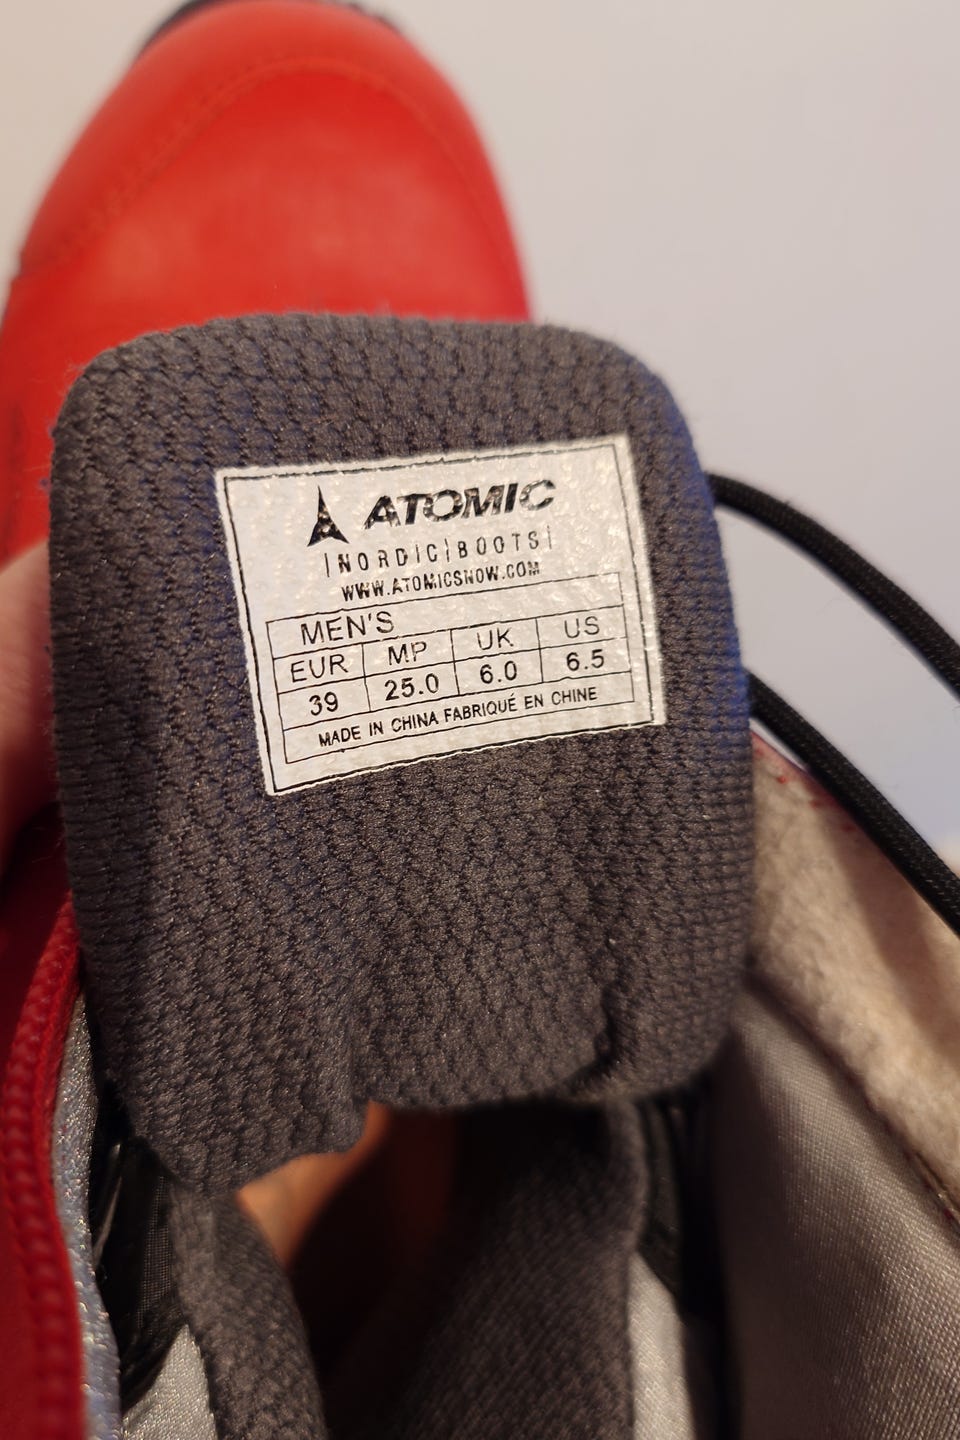 ATOMIC
|NORDIC|BOOTS|
WWW.ATOMICSNOW.COM
MEN'S
EUR MP UK US
39 25.0 6.0 6.5
MADE IN CHINA FABRIQUÉ EN CHINE